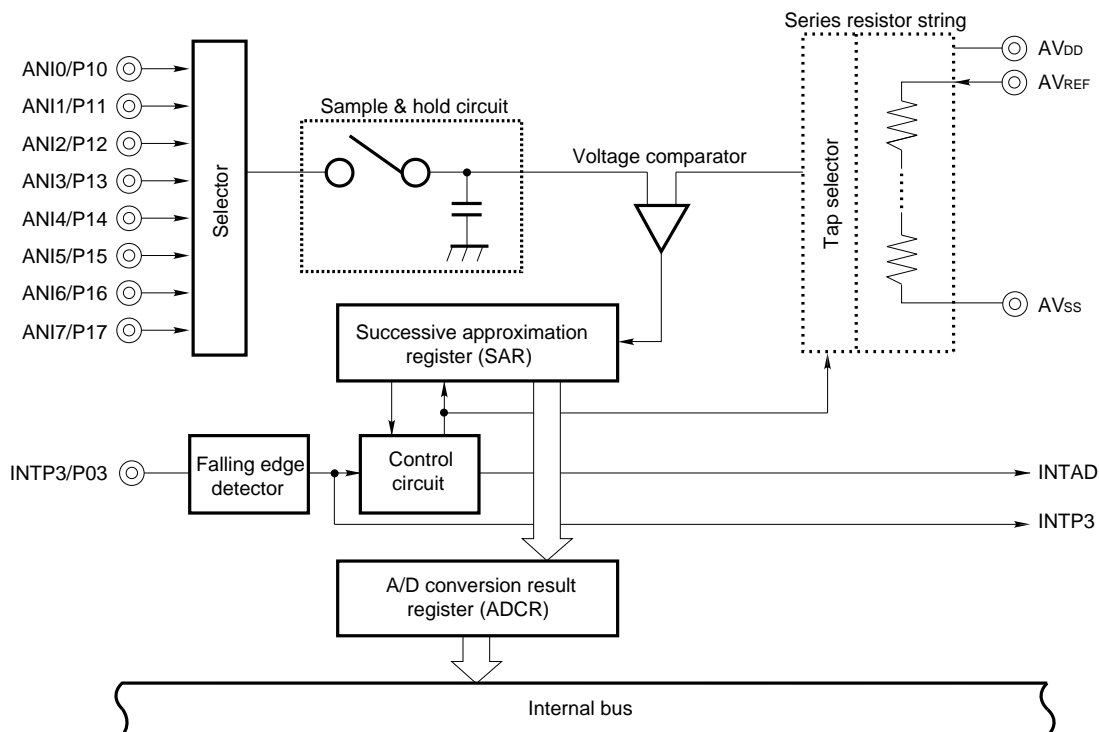 Series resistor string
ANI0/P10
ANI1/P11
ANI2/P12
ANI3/P13
ANI4/P14
ANI5/P15
ANI6/P16
ANI7/P17
Selector
Sample & hold circuit
Voltage comparator
Tap selector
AVDD
AVREF
AVSS
Successive approximation
register (SAR)
INTP3/P03
Falling edge
detector
Control
circuit
INTAD
INTP3
A/D conversion result
register (ADCR)
Internal bus